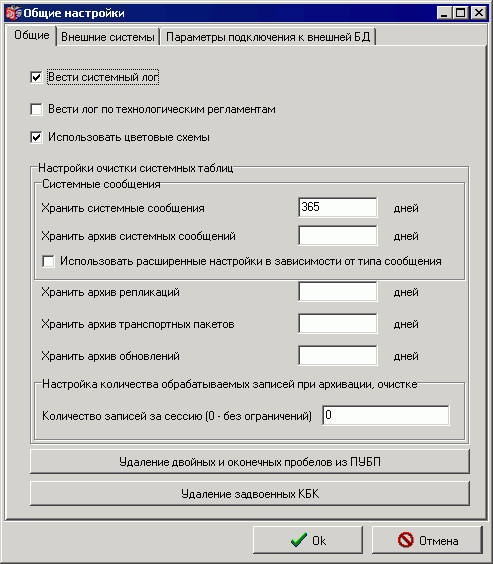 Общие настройки
Общие Внешние системы Параметры подключения к внешней БД
Вести системный лог
Вести лог по технологическим регламентам
Использовать цветовые схемы
Настройки очистки системных таблиц
Системные сообщения
Хранить системные сообщения 365 дней
Хранить архив системных сообщений дней
Использовать расширенные настройки в зависимости от типа сообщения
Хранить архив репликаций дней
Хранить архив транспортных пакетов дней
Хранить архив обновлений дней
Настройка количества обрабатываемых записей при архивации, очистке
Количество записей за сессию (0 - без ограничений) 0
Удаление двойных и оконечных пробелов из ПУБП
Удаление задвоенных КБК
Ok Отмена